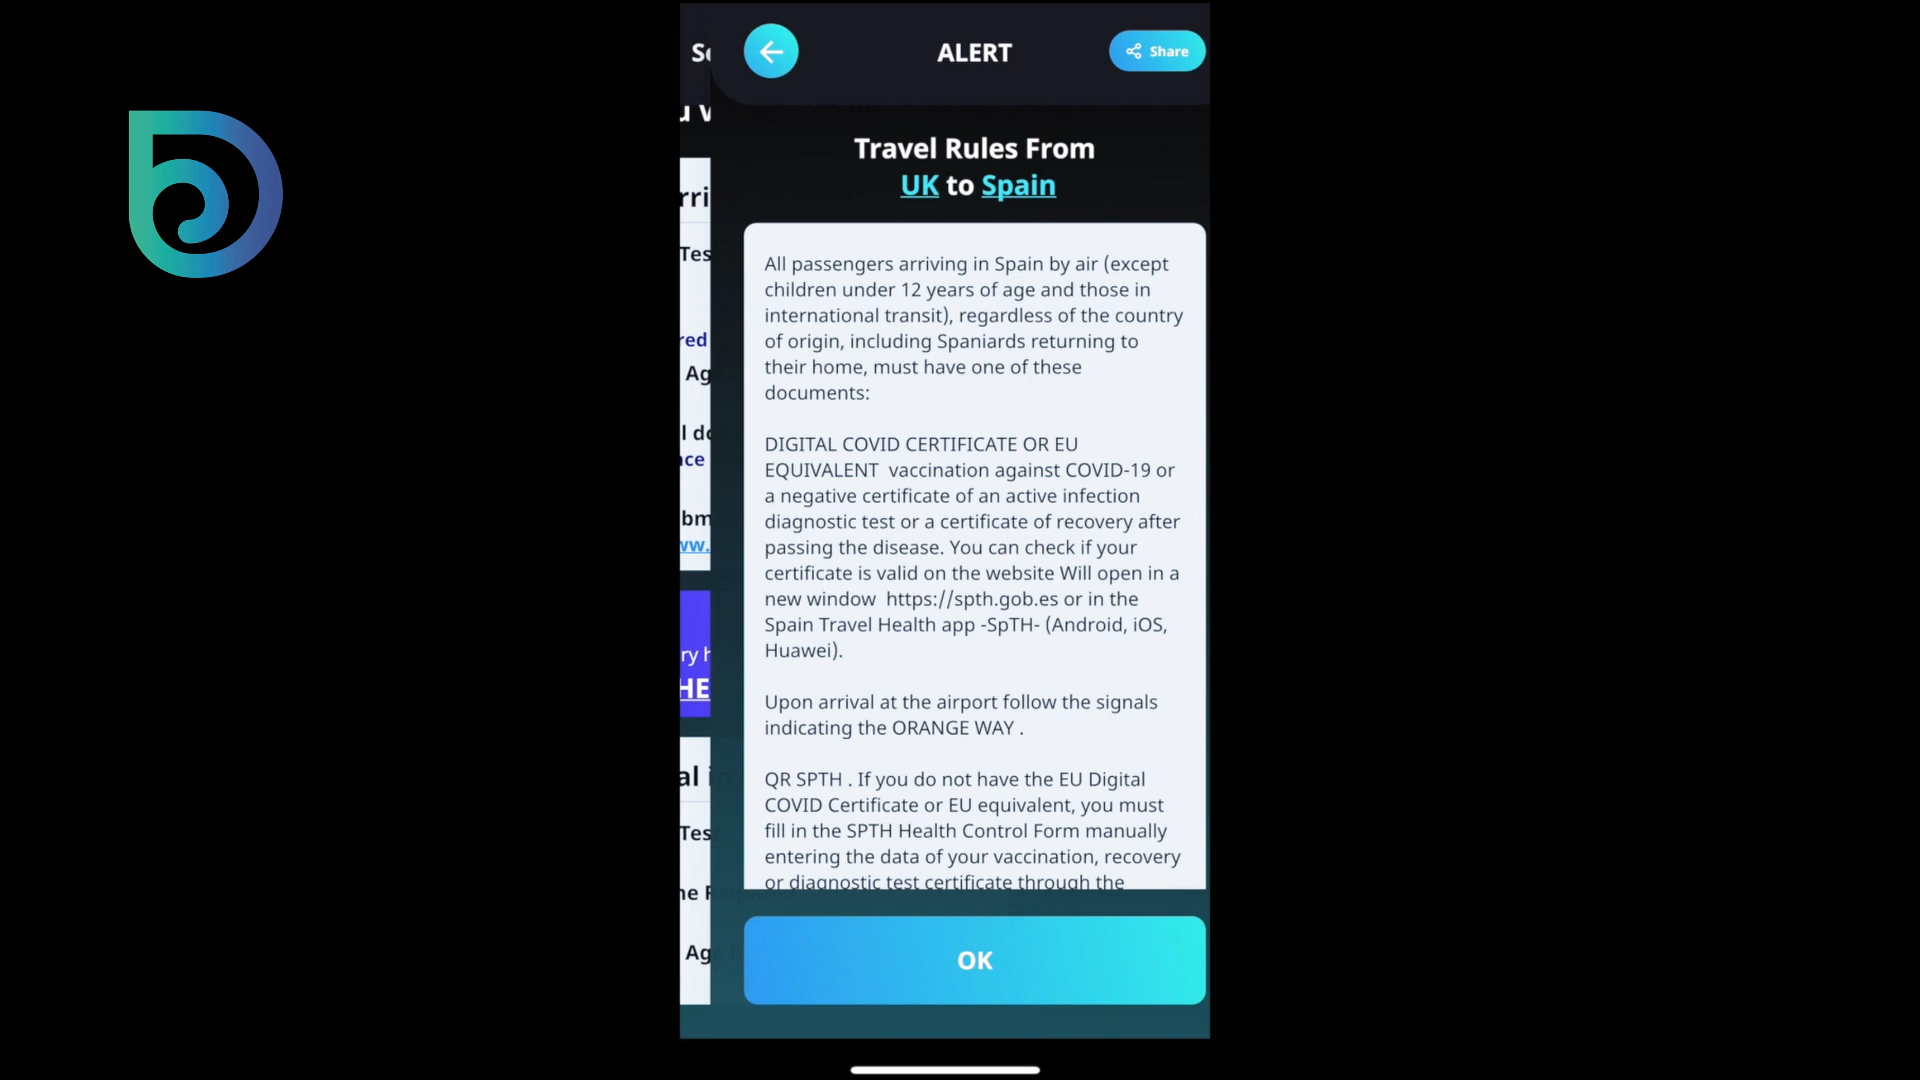 ALERT
Share
Travel Rules From
UK to Spain
All passengers arriving in Spain by air (except
children under 12 years of age and those in
international transit), regardless of the country
of origin, including Spaniards returning to
their home, must have one of these
documents:
DIGITAL COVID CERTIFICATE OR EU
EQUIVALENT  vaccination against COVID-19 or
a negative certificate of an active infection
diagnostic test or a certificate of recovery after
passing the disease. You can check if your
certificate is valid on the website Will open in a
new window  https://spth.gob.es or in the
Spain Travel Health app -SpTH- (Android, iOS,
Huawei).
Upon arrival at the airport follow the signals
indicating the ORANGE WAY .
QR SPTH . If you do not have the EU Digital
COVID Certificate or EU equivalent, you must
fill in the SPTH Health Control Form manually
entering the data of your vaccination, recovery
or diagnostic test certificate through the
OK